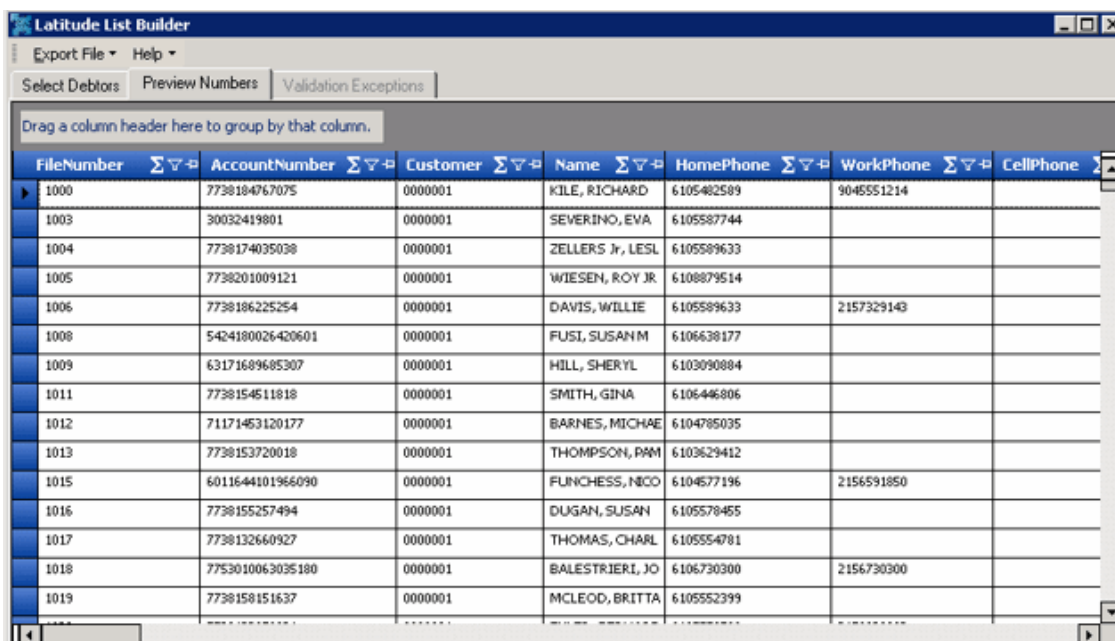 Latitude List Builder
Export File Help
Select Debtors Preview Numbers Validation Exceptions
Drag a column header here to group by that column.
FileNumber AccountNumber Customer Name HomePhone WorkPhone CellPhone
1000 7738184767075 0000001 KILE, RICHARD 6105482589 9045551214
1003 30032419801 0000001 SEVERINO, EVA 6105587744
1004 7738174035038 0000001 ZELLERS Jr, LESL 6105589633
1005 7738201009121 0000001 WIESEN, ROY JR 6108879514
1006 7738186225254 0000001 DAVIS, WILLIE 6105589633 2157329143
1008 5424180026420601 0000001 FUSI, SUSAN M 6106638177
1009 63171689685307 0000001 HILL, SHERYL 6103090884
1011 7738154511818 0000001 SMITH, GINA 6106446806
1012 71171453120177 0000001 BARNES, MICHAE 6104785035
1013 7738153720018 0000001 THOMPSON, PAM 6103629412
1015 6011644101966090 0000001 FUNCHESS, NICO 6104577196 2156591850
1016 7738155257494 0000001 DUGAN, SUSAN 6105578455
1017 7738132660927 0000001 THOMAS, CHARL 6105554781
1018 7753010063035180 0000001 BALESTRIERI, JO 6106730300 2156730300
1019 7738158151637 0000001 MCLEOD, BRITTA 6105552399